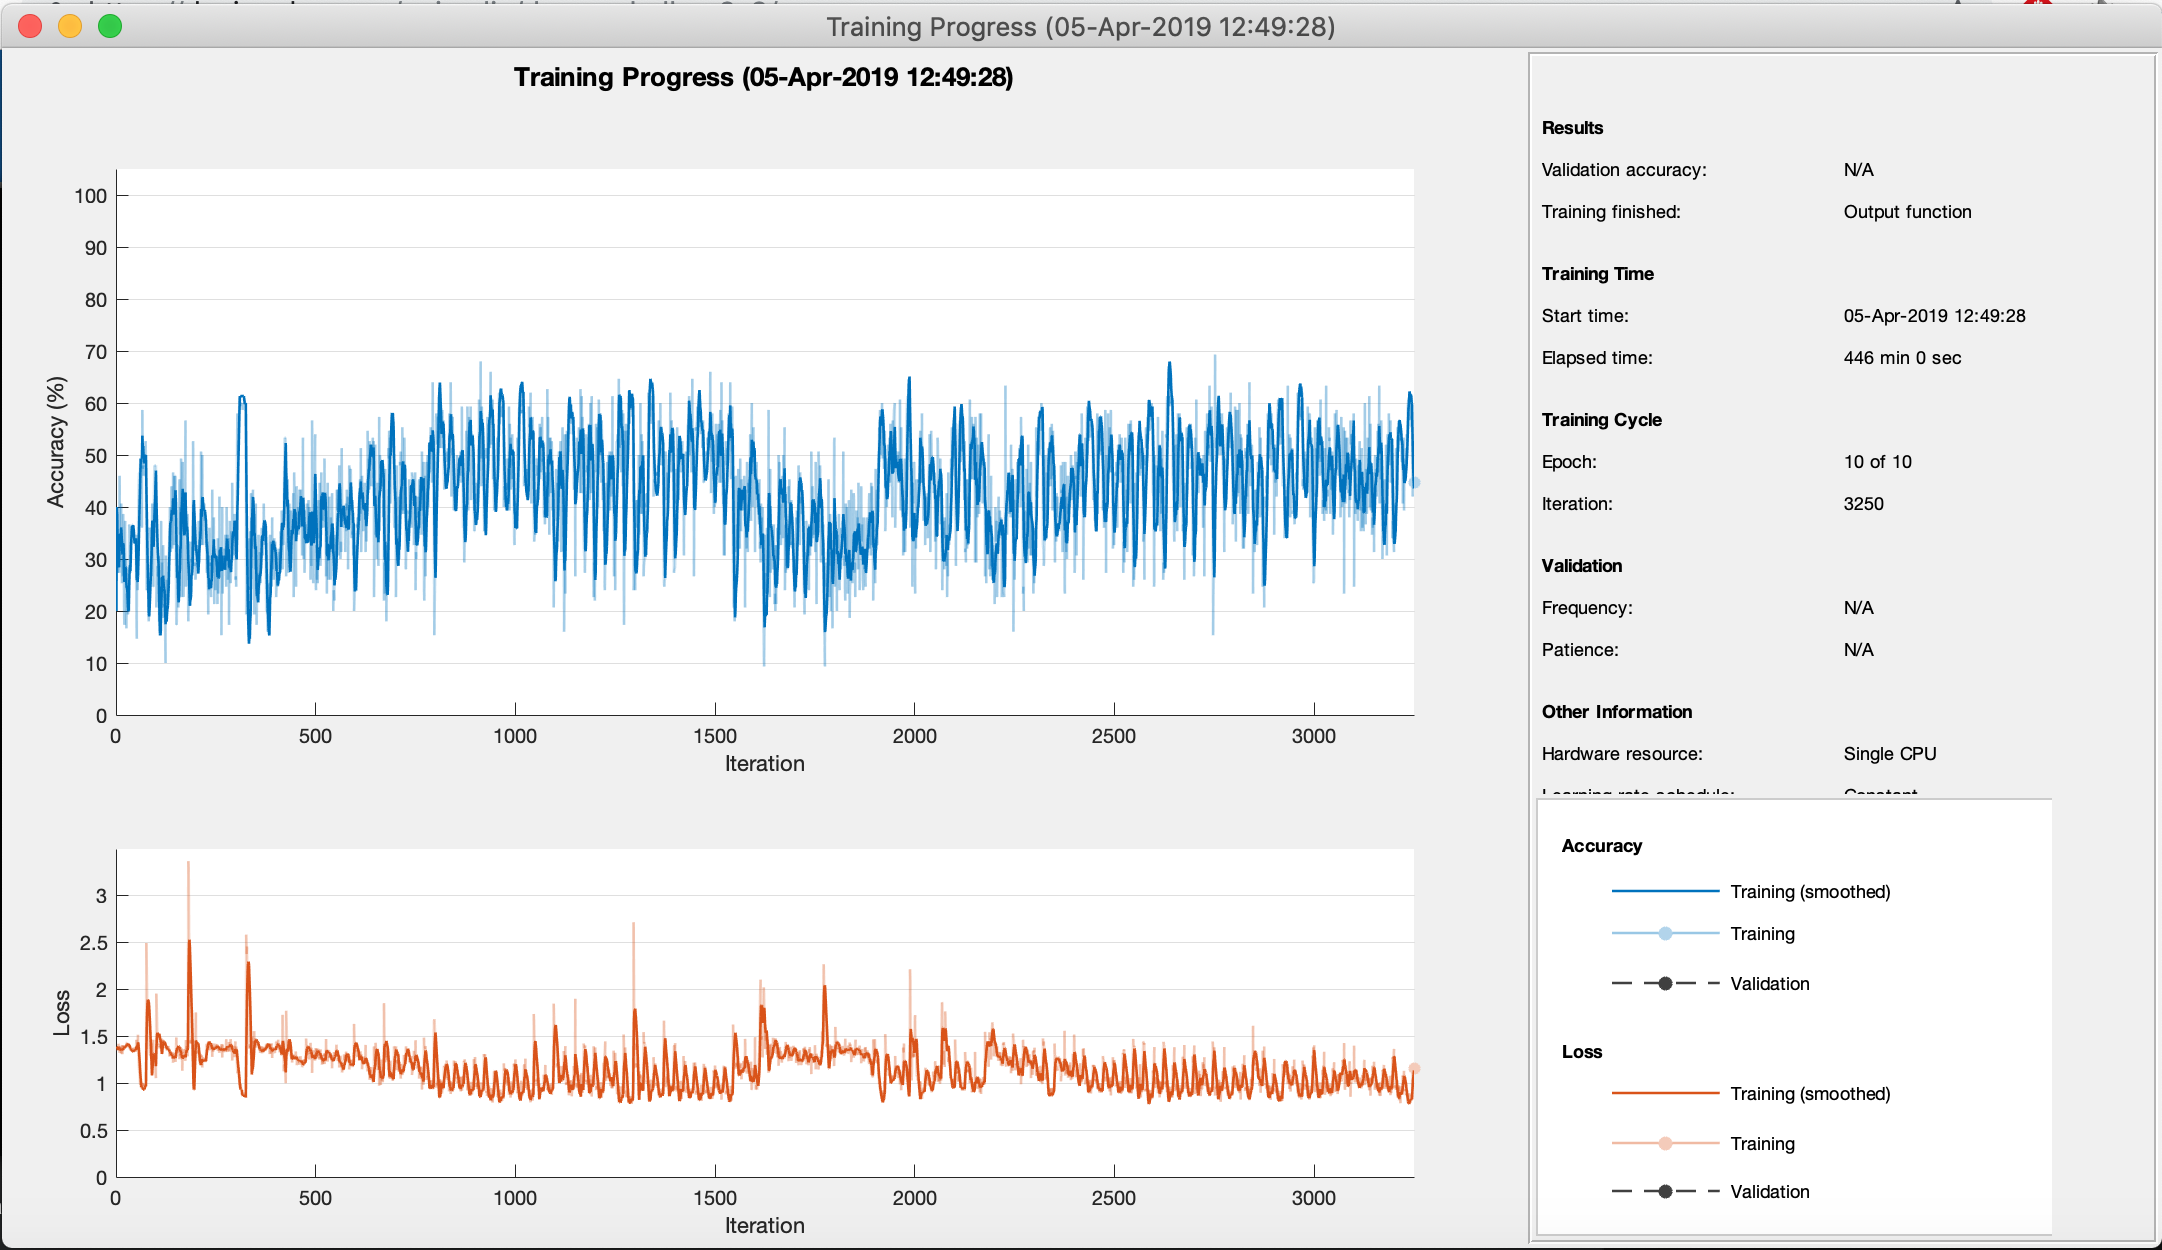 Training Progress (05-Apr-2019 12:49:28)
Training Progress (05-Apr-2019 12:49:28)
100
90
80
70
60
50
40
30
20
10
0
Accuracy (%)
0 500 1000 1500 2000 2500 3000
Iteration
3
2.5
2
1.5
1
0.5
0
Loss
0 500 1000 1500 2000 2500 3000
Iteration
Results
Validation accuracy: N/A
Training finished: Output function
Training Time
Start time: 05-Apr-2019 12:49:28
Elapsed time: 446 min 0 sec
Training Cycle
Epoch: 10 of 10
Iteration: 3250
Validation
Frequency: N/A
Patience: N/A
Other Information
Hardware resource: Single CPU
Learning rate schedule: Constant
Accuracy
Training (smoothed)
Training
Validation
Loss
Training (smoothed)
Training
Validation